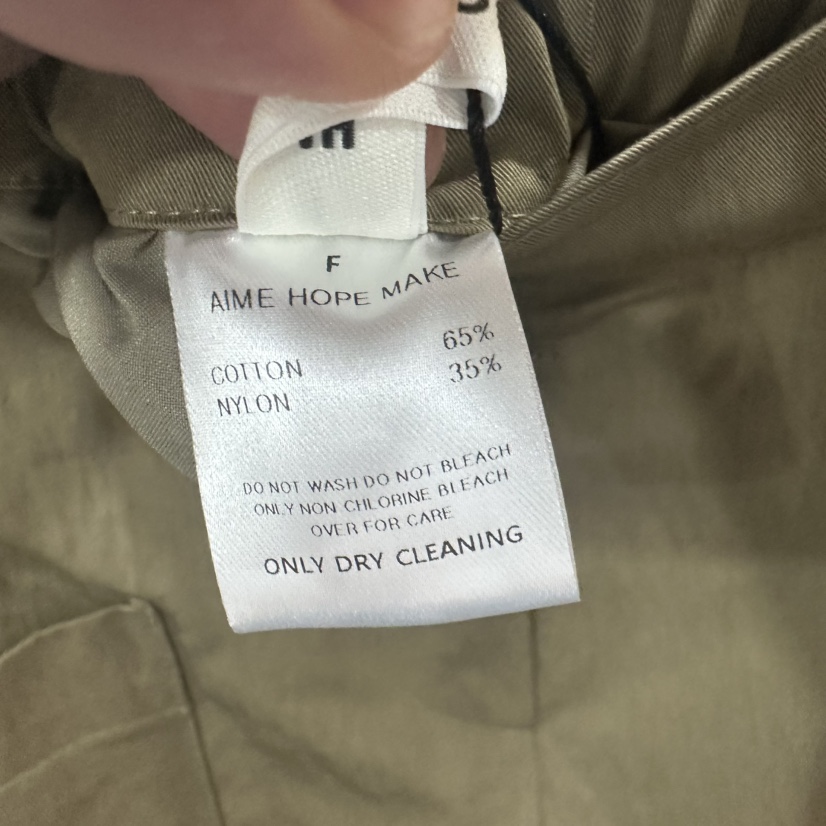 F
AIME HOPE MAKE
65%
COTTON 35%
NYLON
DO NOT WASH DO NOT BLEACH
ONLY NON CHLORINE BLEACH
OVER FOR CARE
ONLY DRY CLEANING